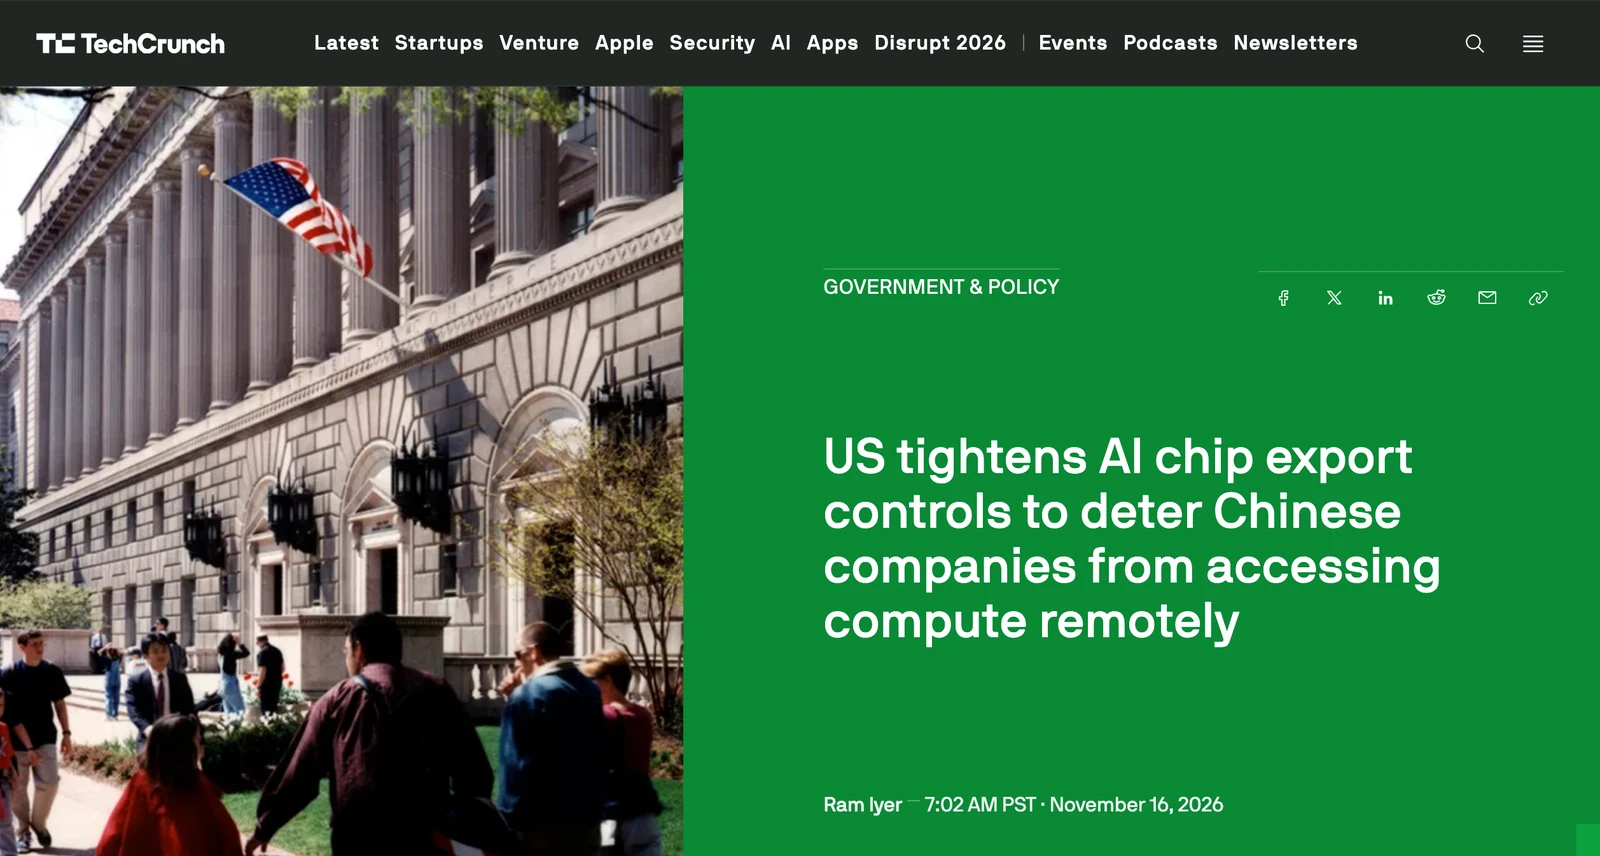 TechCrunch
Latest Startups Venture Apple Security AI Apps Disrupt 2026 | Events Podcasts Newsletters
COMMERCE
GOVERNMENT & POLICY
US tightens AI chip export
controls to deter Chinese
companies from accessing
compute remotely
Ram Iyer — 7:02 AM PST · November 16, 2026